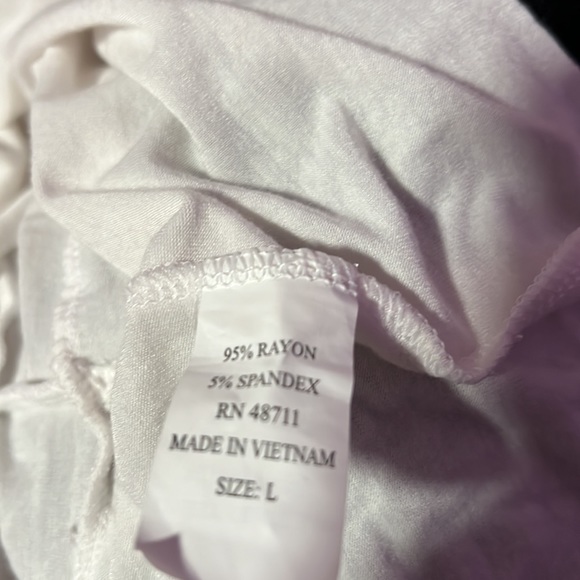 95% RAYON
5% SPANDEX
RN 48711
MADE IN VIETNAM
SIZE: L